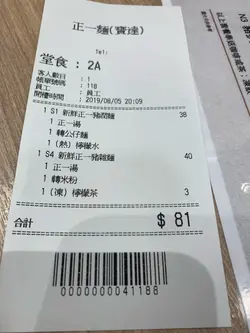 正一麵(寶達)
Tel:
堂食 : 2A
客人數目 : 1
帳單號碼 : 118
員工 : 員工
開檯時間 : 2019/08/05 20:09
1 S1 新鮮正一豬潤麵 38
1 正一湯
1 轉公仔麵
1 (熱) 檸檬水
1 S4 新鮮正一豬雜麵 40
1 正一湯
1 轉米粉
1 (凍) 檸檬茶 3
合計 $ 81
0000000041188